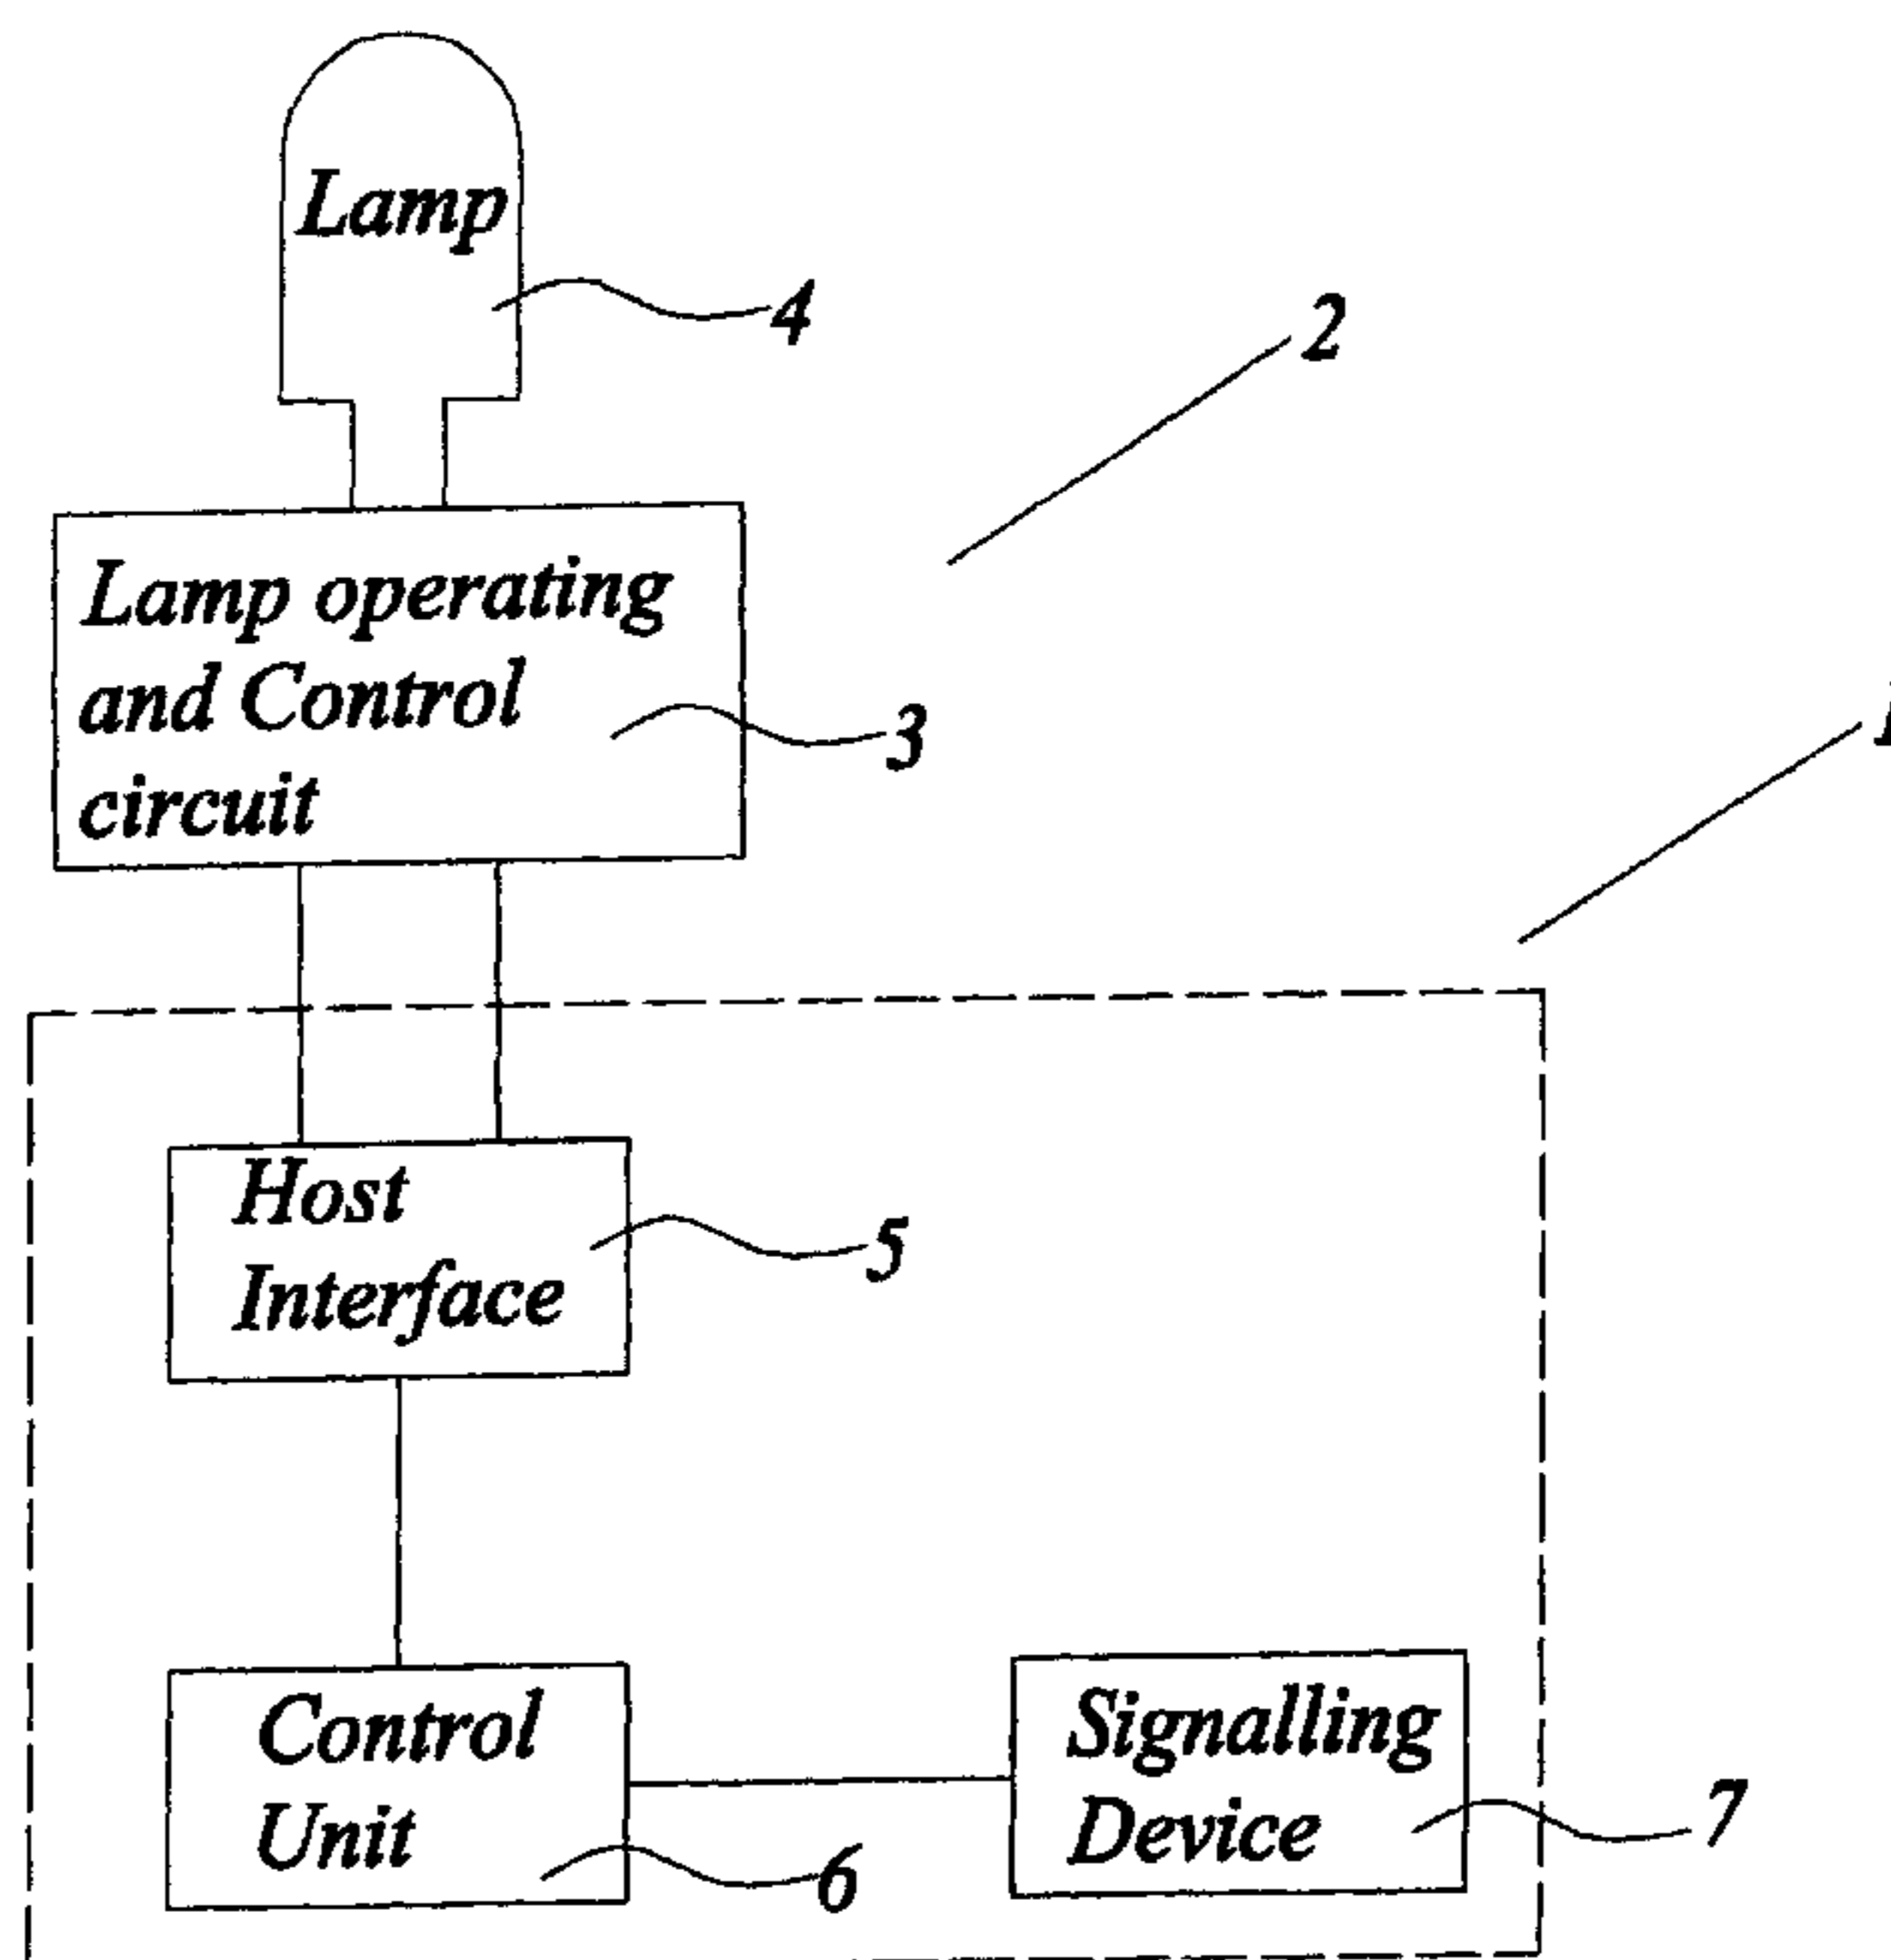 Lamp
4
2
Lamp operating
and Control
circuit
3
Host
Interface
5
Control
Unit
6
Signalling
Device
7